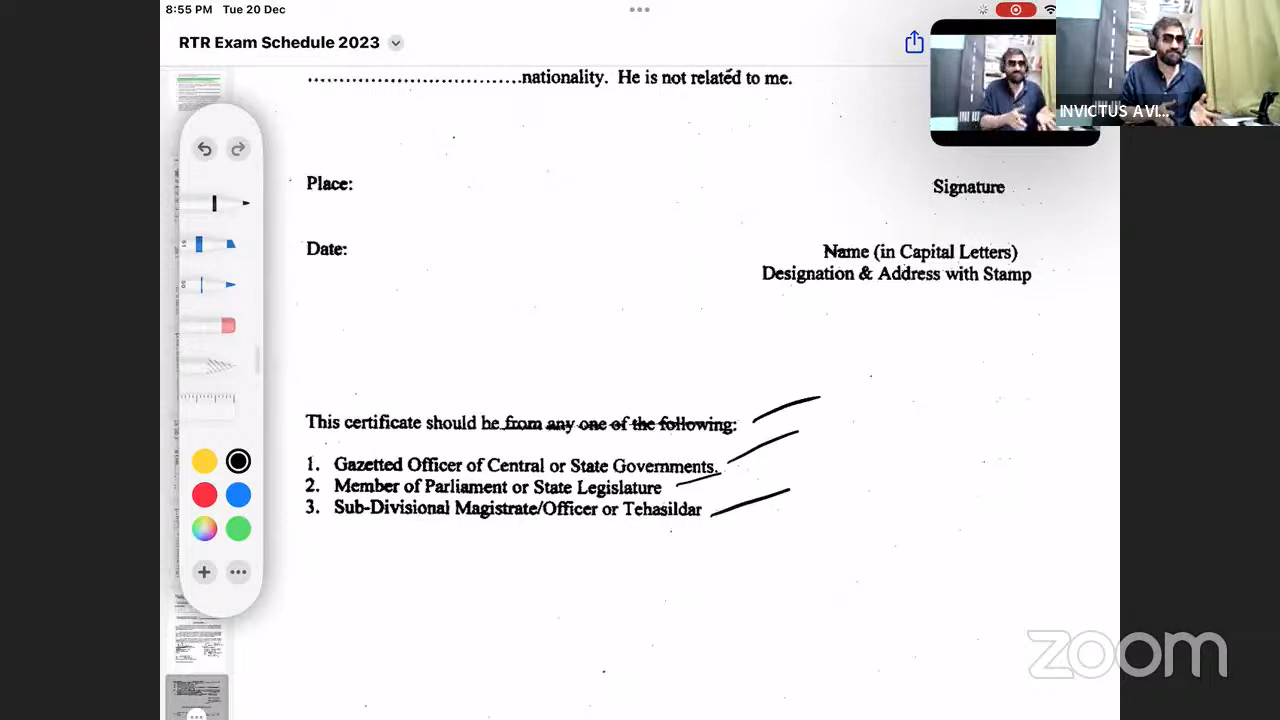 8:55 PM Tue 20 Dec
RTR Exam Schedule 2023
INVICTUS AVI...
.................................nationality. He is not related to me.
Place:
Signature
Date:
Name (in Capital Letters)
Designation & Address with Stamp
This certificate should be from any one of the following:
1. Gazetted Officer of Central or State Governments.
2. Member of Parliament or State Legislature
3. Sub-Divisional Magistrate/Officer or Tehasildar
zoom